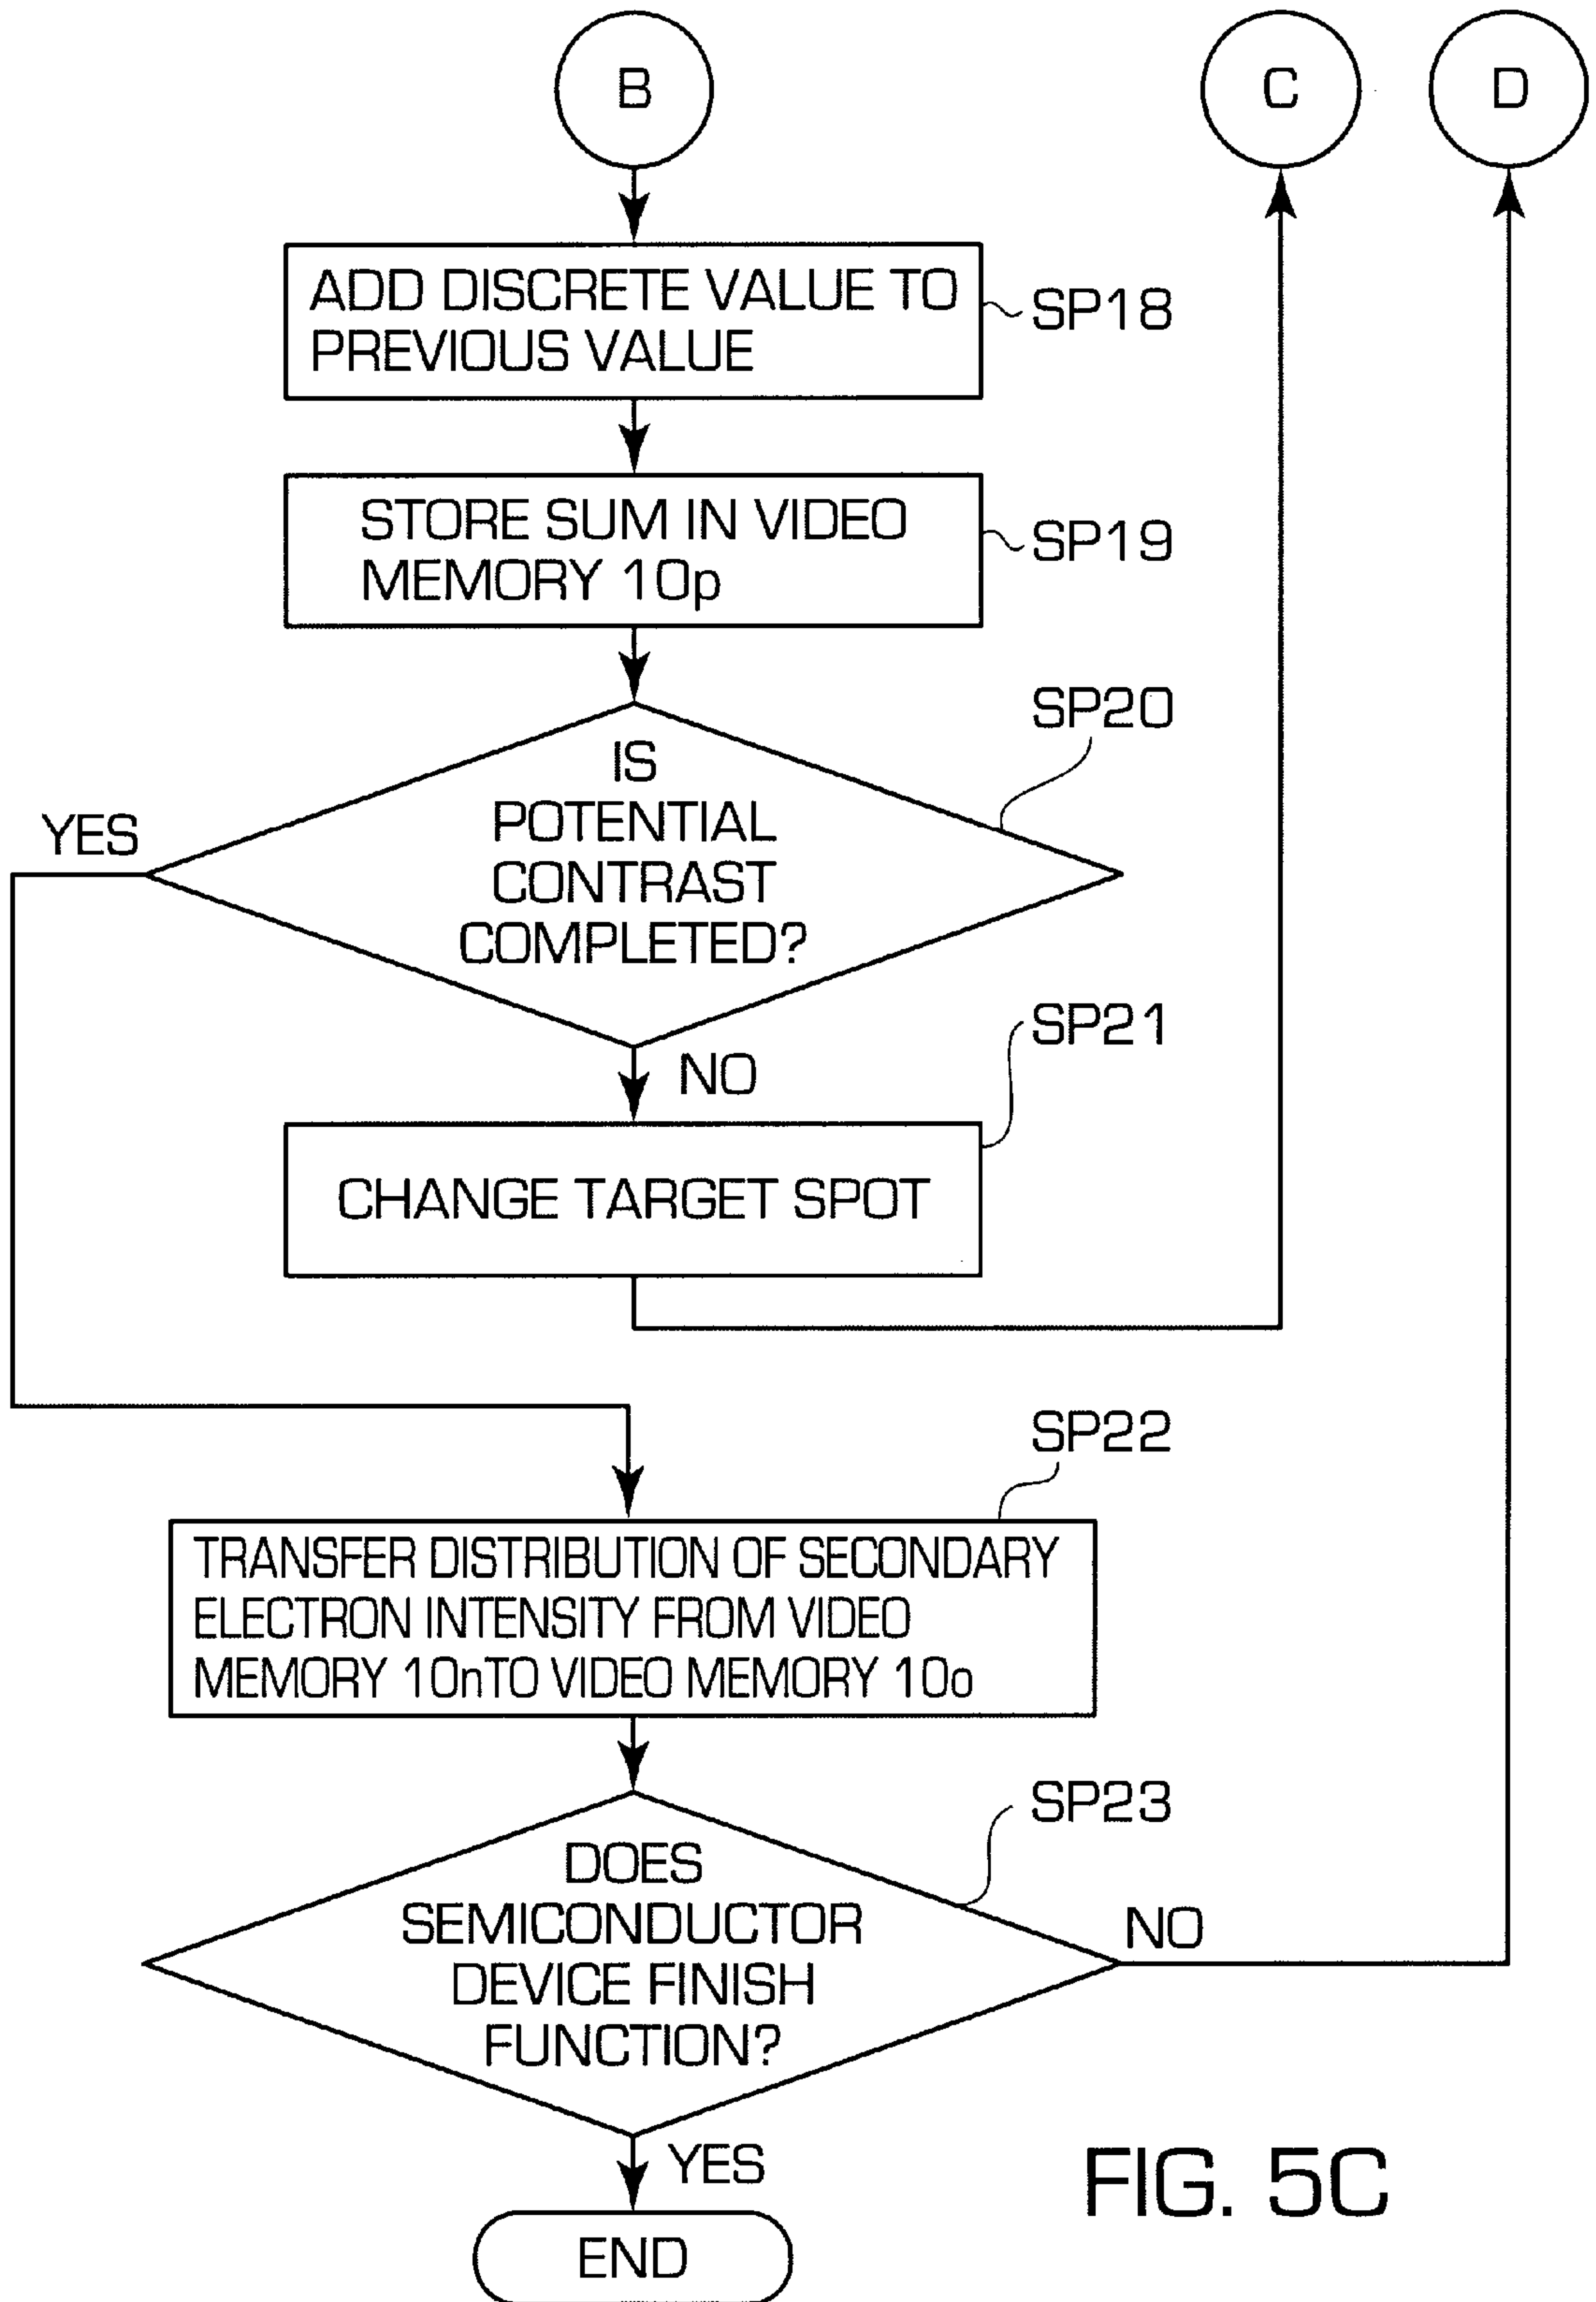 B
C
D
ADD DISCRETE VALUE TO
PREVIOUS VALUE
SP18
STORE SUM IN VIDEO
MEMORY 10p
SP19
SP20
IS
POTENTIAL
CONTRAST
COMPLETED?
YES
SP21
NO
CHANGE TARGET SPOT
SP22
TRANSFER DISTRIBUTION OF SECONDARY
ELECTRON INTENSITY FROM VIDEO
MEMORY 10nTO VIDEO MEMORY 10o
SP23
DOES
SEMICONDUCTOR
DEVICE FINISH
FUNCTION?
NO
YES
END
FIG. 5C